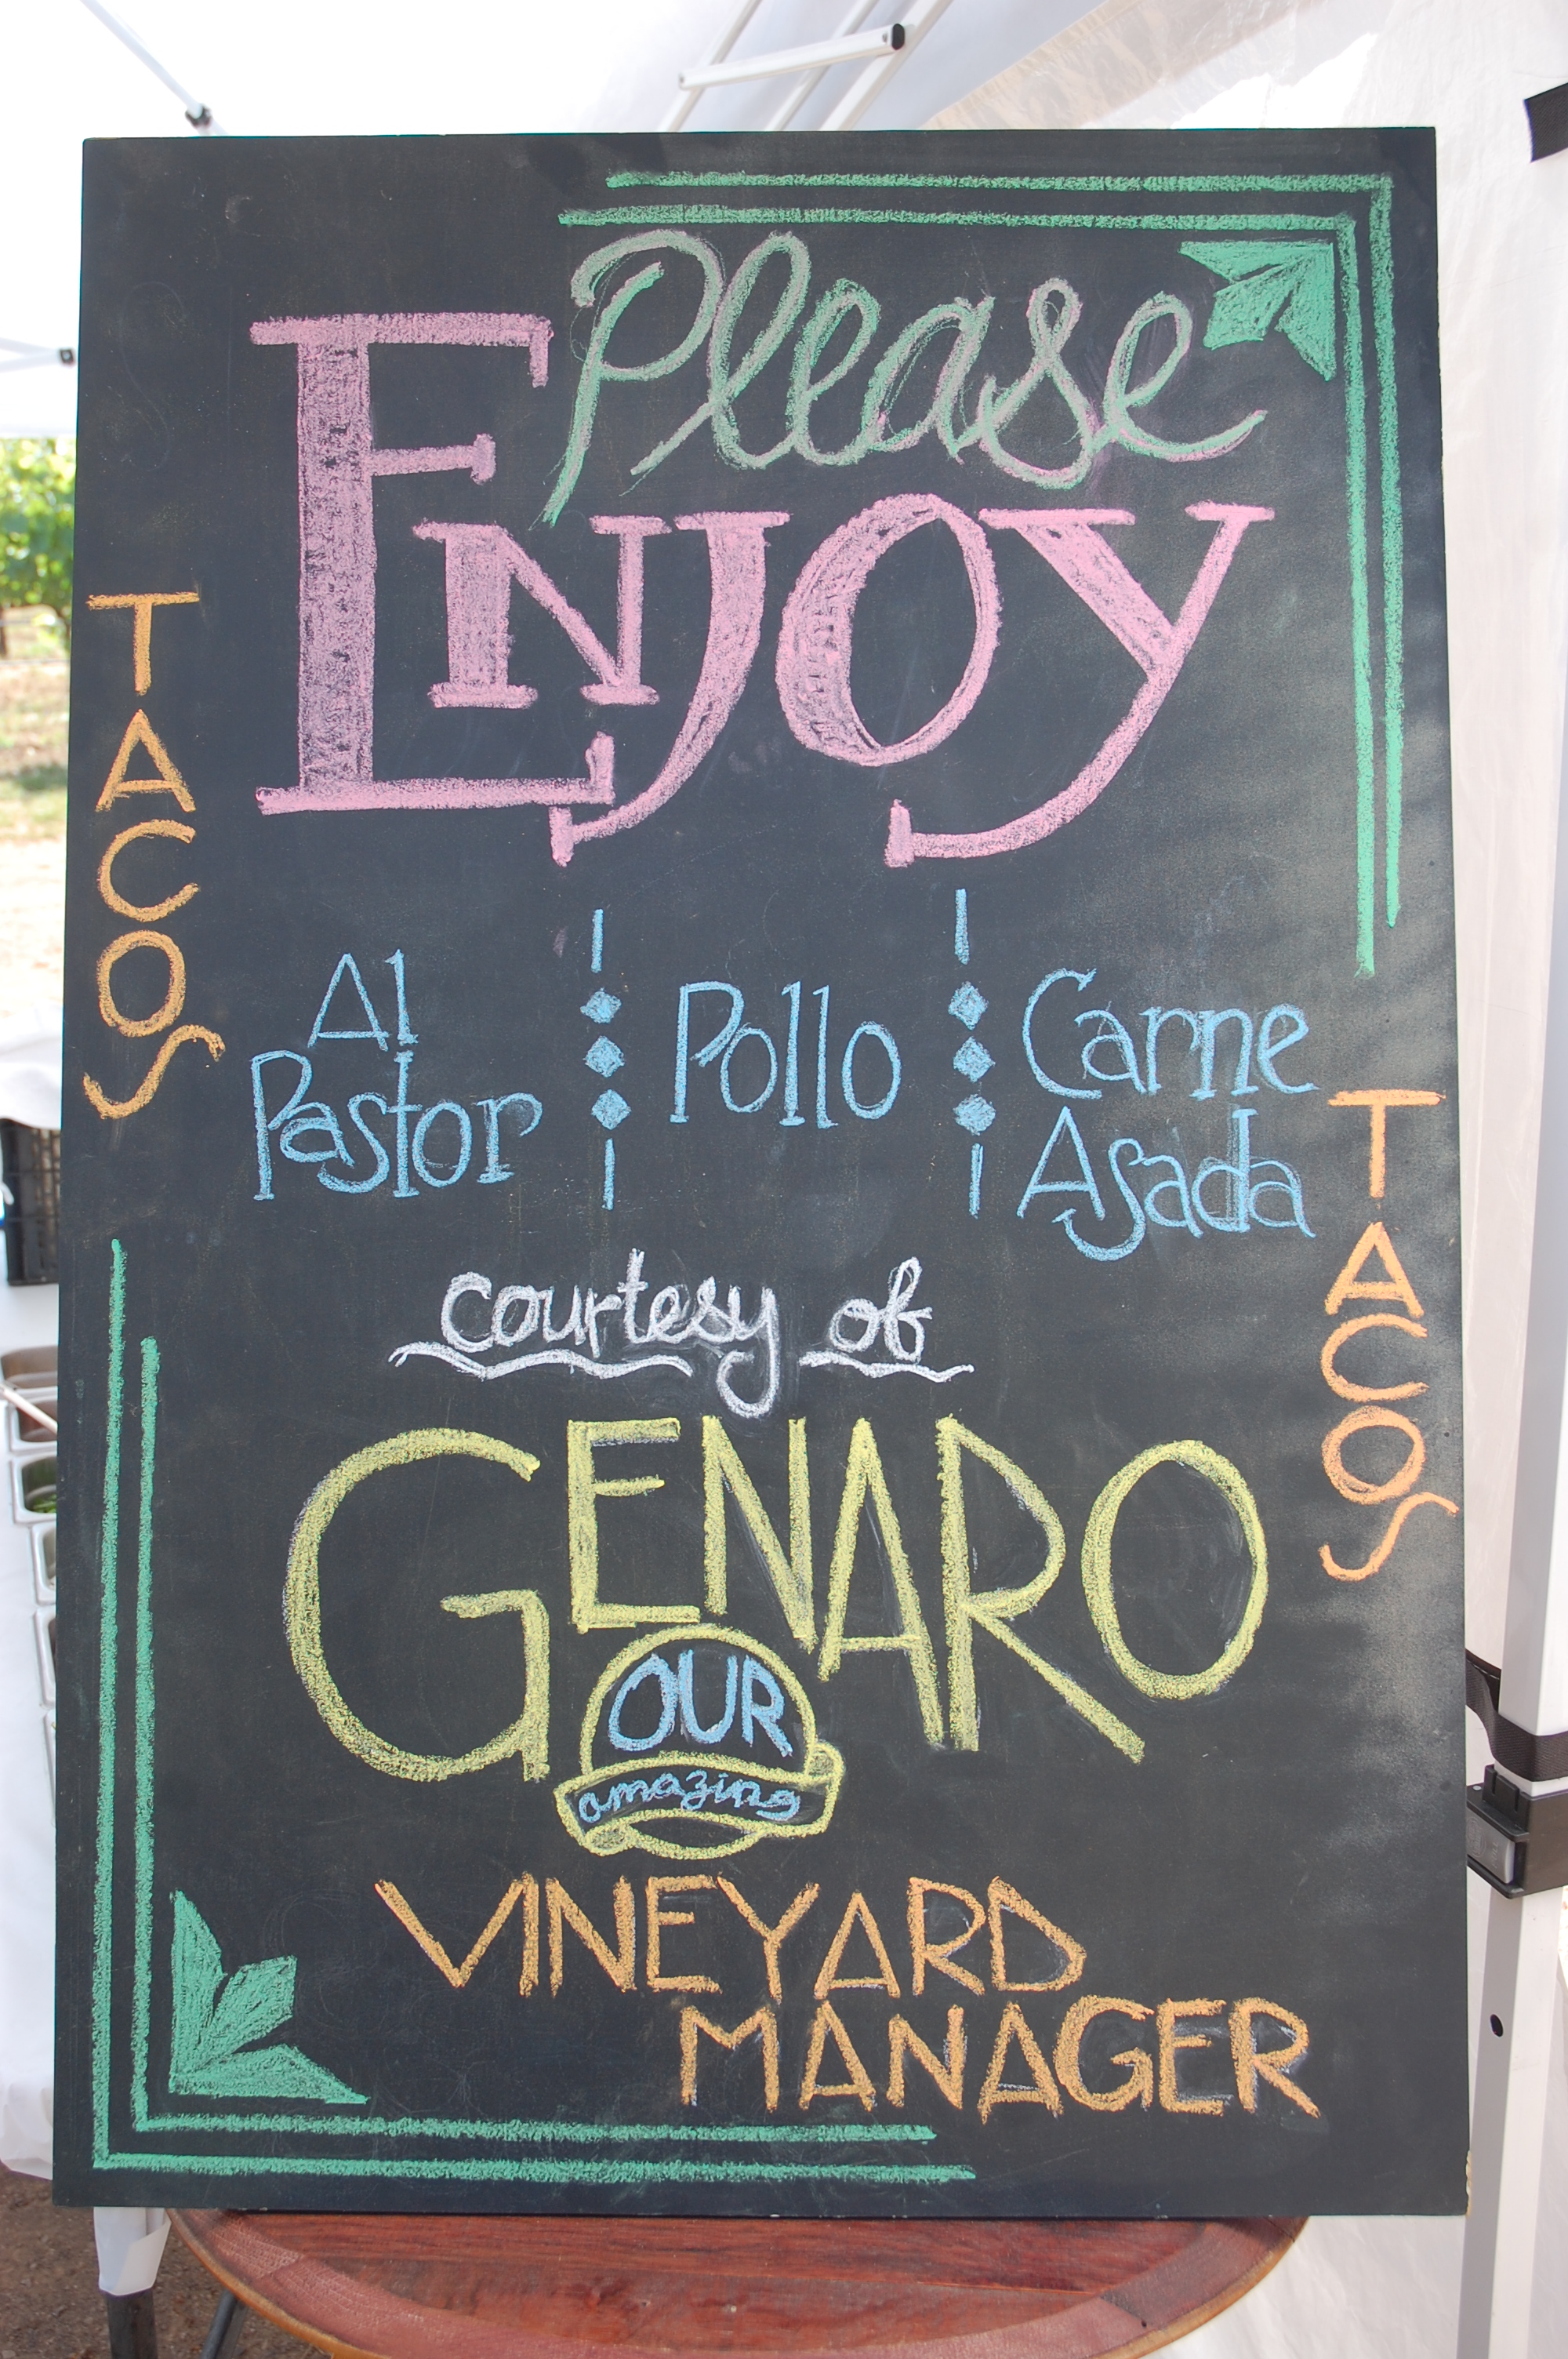 Please
ENJOY
TACOS
Al
Pastor
Pollo
Carne
Asada
TACOS
courtesy of
GENARO
OUR
amazing
VINEYARD
MANAGER